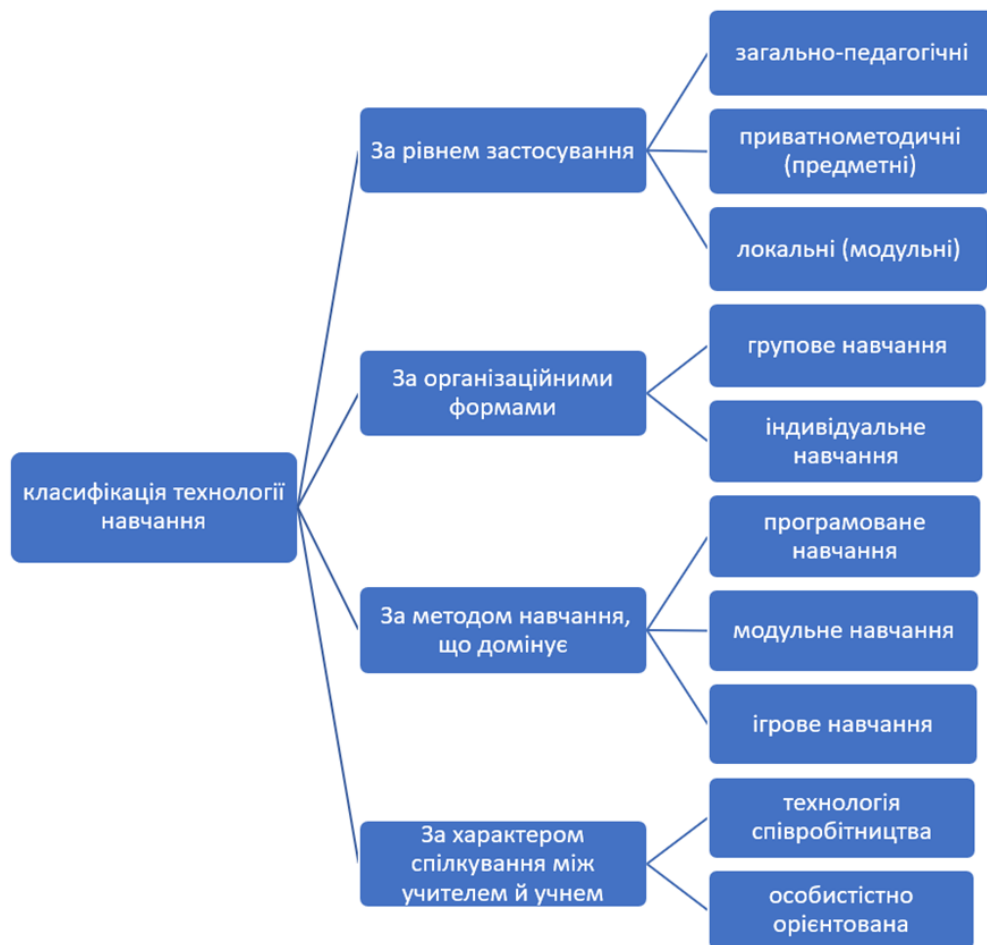 класифікація технології
навчання
За рівнем застосування
загально-педагогічні
приватнометодичні
(предметні)
локальні (модульні)
За організаційними
формами
групове навчання
індивідуальне
навчання
За методом навчання,
що домінує
програмоване
навчання
модульне навчання
ігрове навчання
За характером
спілкування між
учителем й учнем
технологія
співробітництва
особистістно
орієнтована